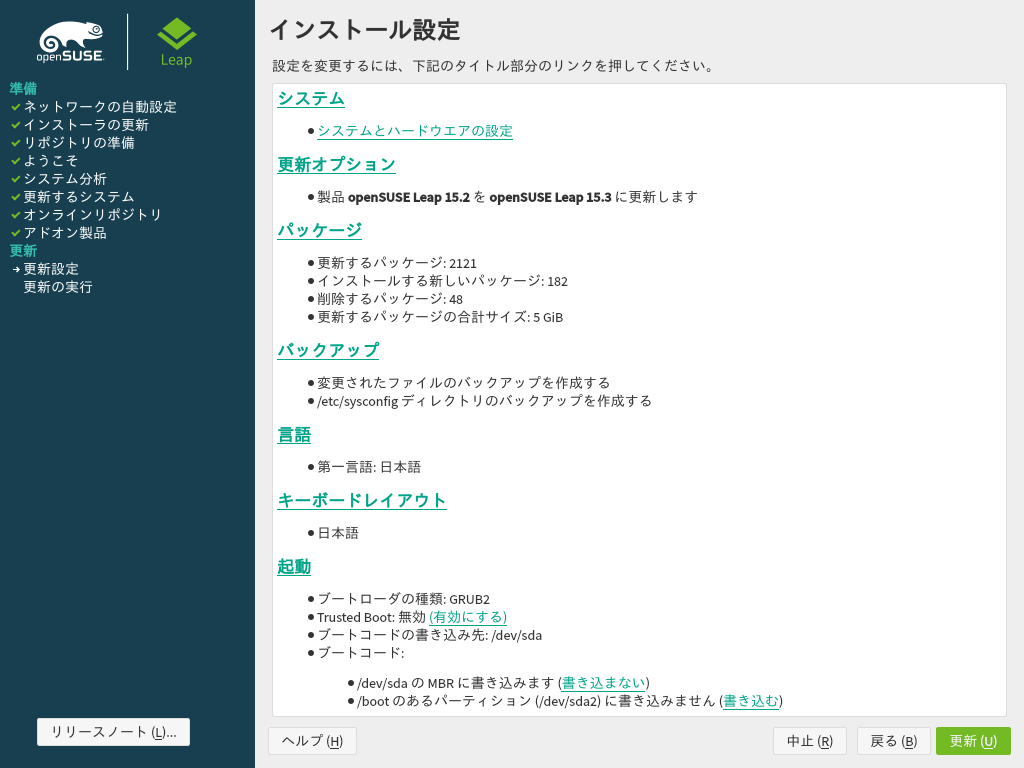 openSUSE
Leap
準備
ネットワークの自動設定
インストーラの更新
リポジトリの準備
ようこそ
システム分析
更新するシステム
オンラインリポジトリ
アドオン製品
更新
更新設定
更新の実行
リリースノート (L)...
インストール設定
設定を変更するには、下記のタイトル部分のリンクを押してください。
システム
システムとハードウエアの設定
更新オプション
製品 openSUSE Leap 15.2 を openSUSE Leap 15.3 に更新します
パッケージ
更新するパッケージ: 2121
インストールする新しいパッケージ: 182
削除するパッケージ: 48
更新するパッケージの合計サイズ: 5 GiB
バックアップ
変更されたファイルのバックアップを作成する
/etc/sysconfig ディレクトリのバックアップを作成する
言語
第一言語: 日本語
キーボードレイアウト
日本語
起動
ブートローダの種類: GRUB2
Trusted Boot: 無効 (有効にする)
ブートコードの書き込み先: /dev/sda
ブートコード:
/dev/sda の MBR に書き込みます (書き込まない)
/boot のあるパーティション (/dev/sda2) に書き込みません (書き込む)
ヘルプ (H)
中止 (R)
戻る (B)
更新 (U)